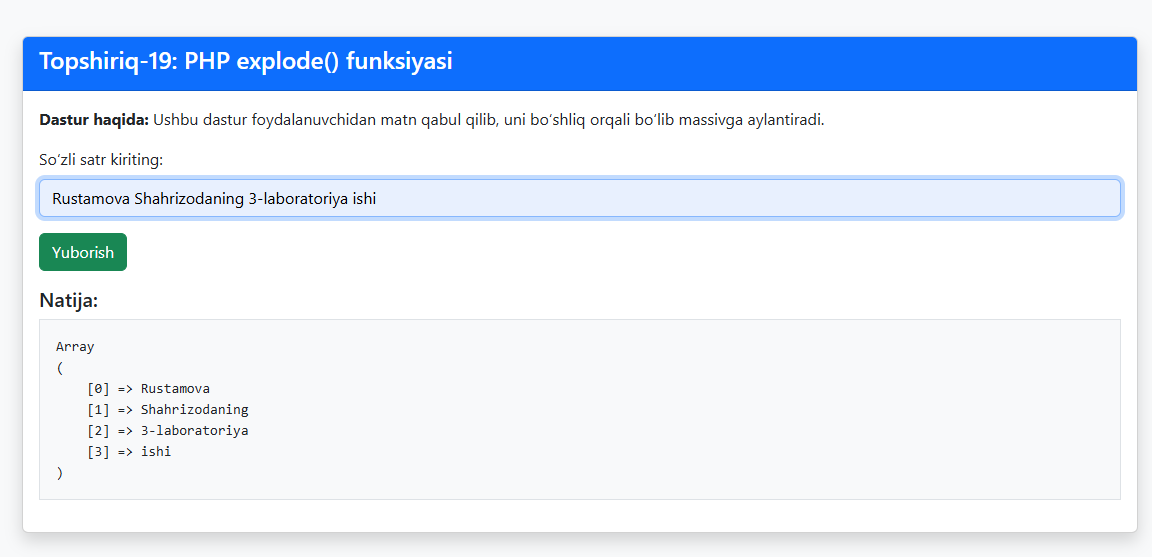 Topshiriq-19: PHP explode() funksiyasi
Dastur haqida: Ushbu dastur foydalanuvchidan matn qabul qilib, uni bo‘shliq orqali bo‘lib massivga aylantiradi.
So‘zli satr kiriting:
Rustamova Shahrizodaning 3-laboratoriya ishi
Yuborish
Natija:
Array
(
    [0] => Rustamova
    [1] => Shahrizodaning
    [2] => 3-laboratoriya
    [3] => ishi
)